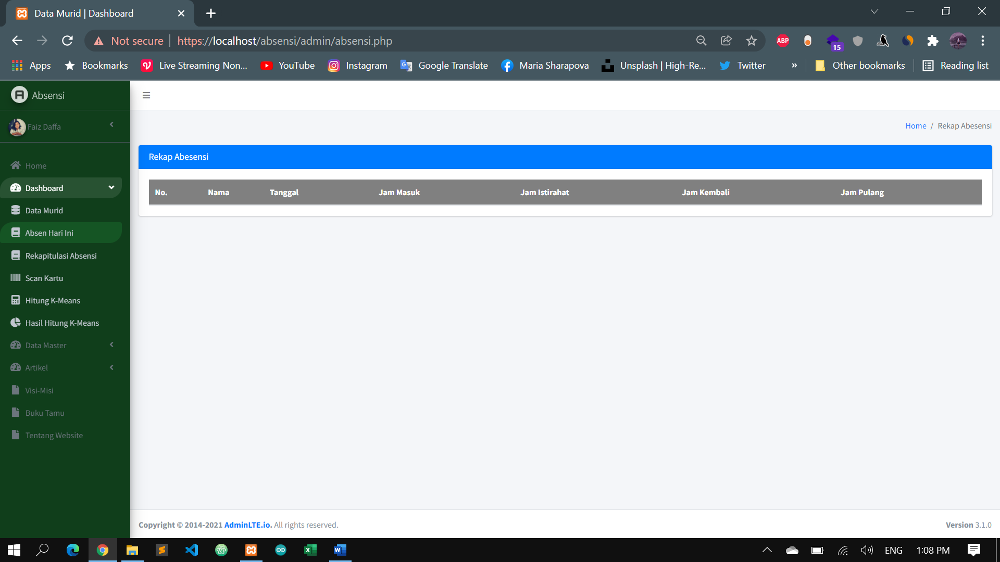 Data Murid | Dashboard
Not secure https://localhost/absensi/admin/absensi.php
ABP
15
Apps Bookmarks Live Streaming Non... YouTube Instagram Google Translate Maria Sharapova Unsplash | High-Re... Twitter » Other bookmarks Reading list
Absensi
Faiz Daffa
Home / Rekap Abesensi
Rekap Abesensi
No. Nama Tanggal Jam Masuk Jam Istirahat Jam Kembali Jam Pulang
Home
Dashboard
Data Murid
Absen Hari Ini
Rekapitulasi Absensi
Scan Kartu
Hitung K-Means
Hasil Hitung K-Means
Data Master
Artikel
Visi-Misi
Buku Tamu
Tentang Website
Copyright © 2014-2021 AdminLTE.io. All rights reserved.
Version 3.1.0
ENG 1:08 PM